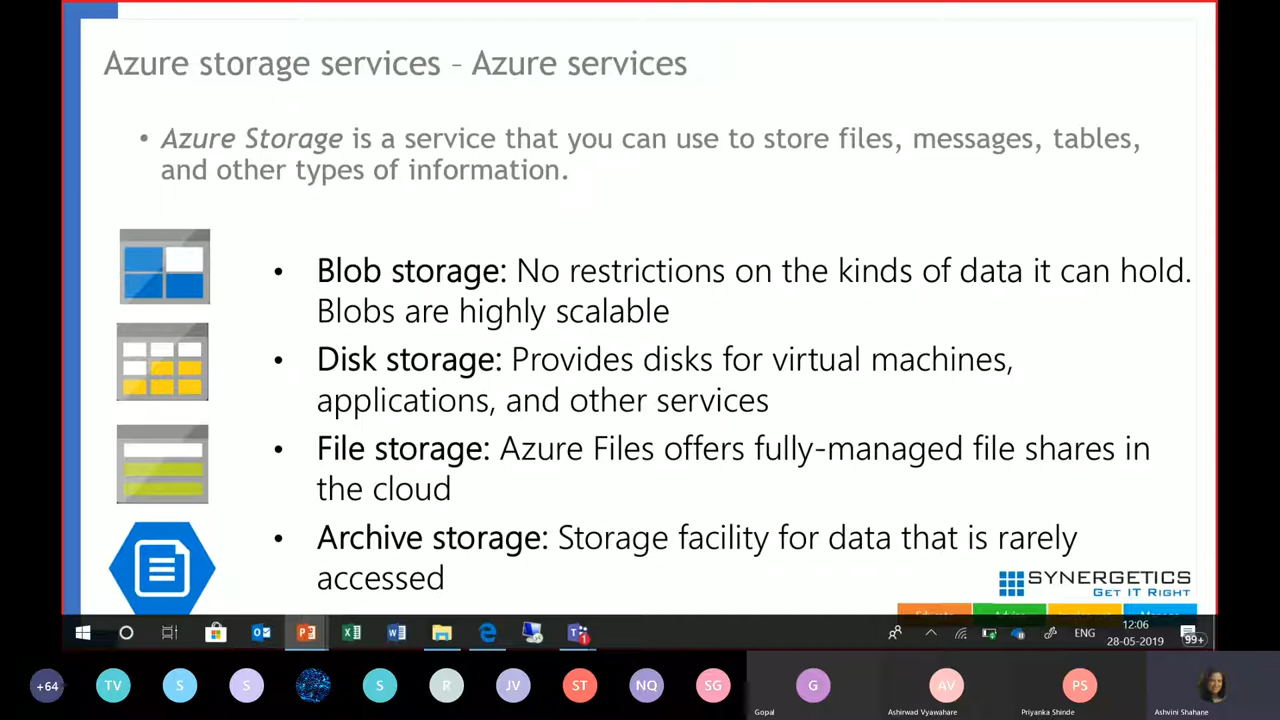 Azure storage services – Azure services
• Azure Storage is a service that you can use to store files, messages, tables,
and other types of information.
• Blob storage: No restrictions on the kinds of data it can hold.
Blobs are highly scalable
• Disk storage: Provides disks for virtual machines,
applications, and other services
• File storage: Azure Files offers fully-managed file shares in
the cloud
• Archive storage: Storage facility for data that is rarely
accessed
SYNERGETICS
GET IT RIGHT
ENG
12:06
28-05-2019
99+
+64
TV
S
S
S
R
JV
ST
NQ
SG
G
AV
PS
Gopal
Ashirwad Vyawahare
Priyanka Shinde
Ashvini Shahane